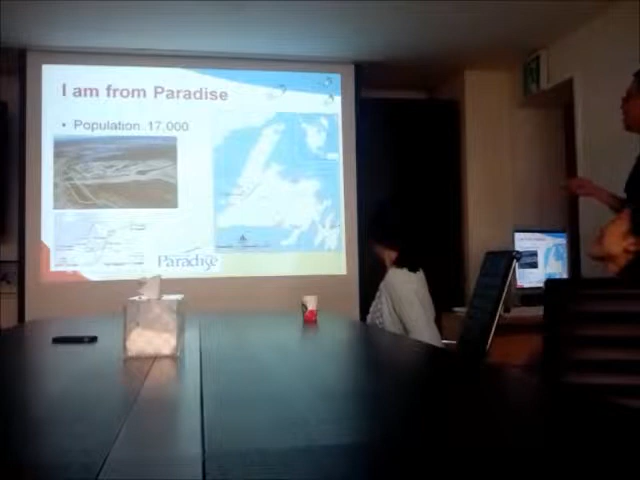 I am from Paradise
• Population: 17,000
Paradise